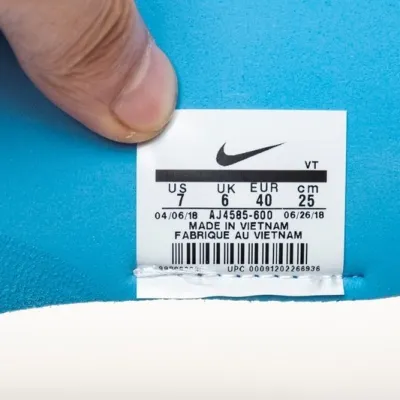 VT
US UK EUR cm
7 6 40 25
04/06/18 AJ4585-600 06/26/18
MADE IN VIETNAM
FABRIQUE AU VIETNAM
UPC 00091202266936